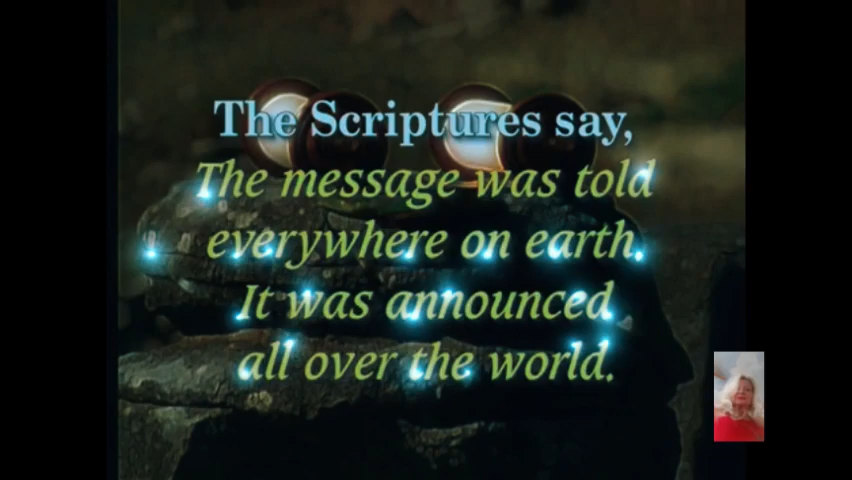 The Scriptures say,
The message was told
everywhere on earth.
It was announced
all over the world.